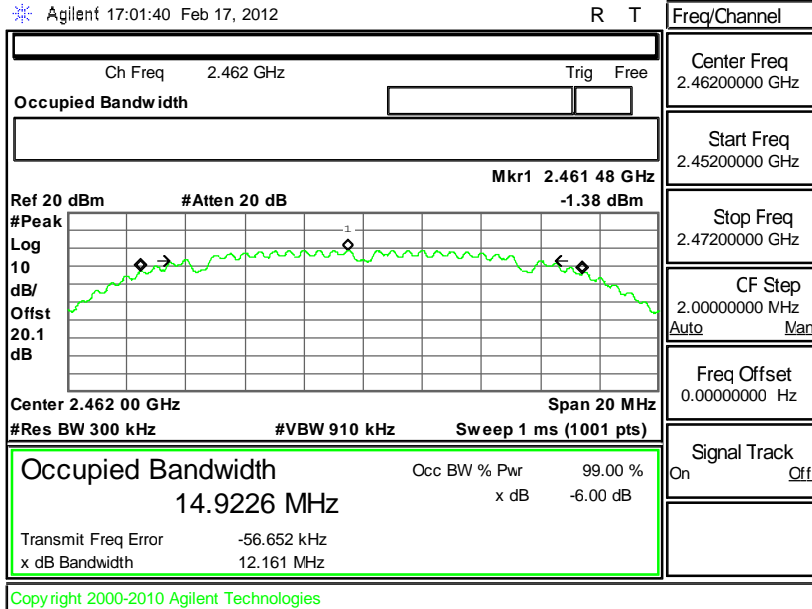 Agilent 17:01:40 Feb 17, 2012 R T
Freq/Channel
Ch Freq 2.462 GHz Trig Free
Occupied Bandwidth
Center Freq
2.46200000 GHz
Start Freq
2.45200000 GHz
Mkr1 2.461 48 GHz
Ref 20 dBm #Atten 20 dB -1.38 dBm
Stop Freq
2.47200000 GHz
#Peak
Log
10
dB/
Offst
20.1
dB
1
CF Step
2.00000000 MHz
Auto Man
Freq Offset
0.00000000 Hz
Center 2.462 00 GHz Span 20 MHz
#Res BW 300 kHz #VBW 910 kHz Sweep 1 ms (1001 pts)
Signal Track
On Off
Occupied Bandwidth Occ BW % Pwr 99.00 %
14.9226 MHz x dB -6.00 dB
Transmit Freq Error -56.652 kHz
x dB Bandwidth 12.161 MHz
Copyright 2000-2010 Agilent Technologies